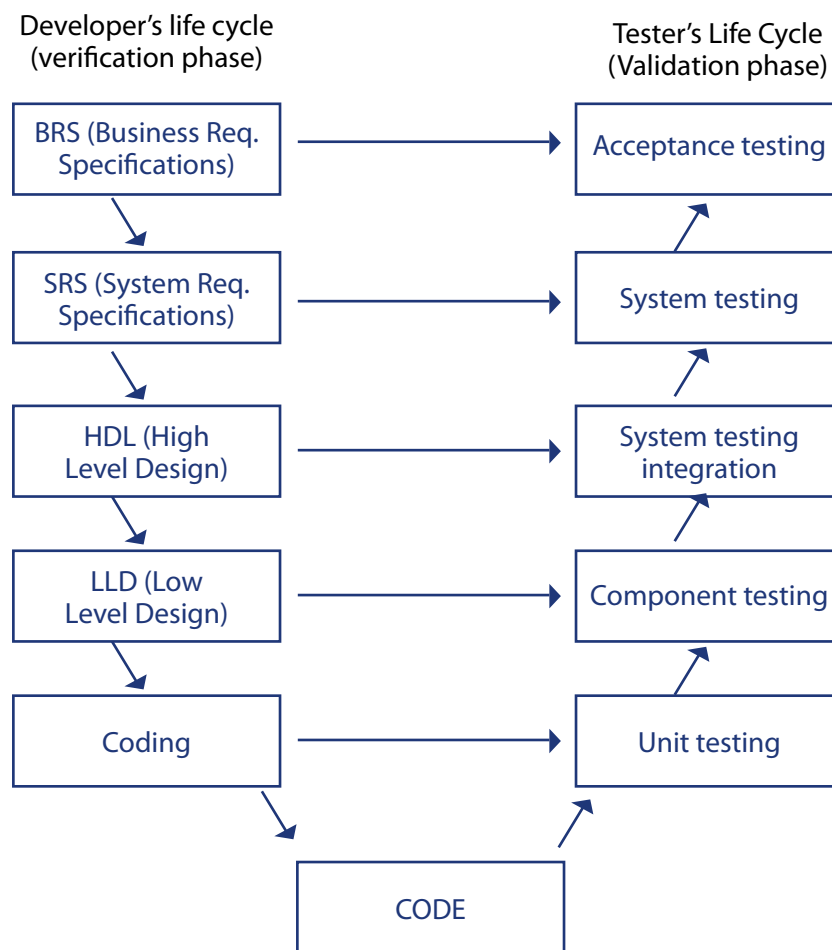 Developer’s life cycle
(verification phase)
Tester’s Life Cycle
(Validation phase)
BRS (Business Req.
Specifications)
Acceptance testing
SRS (System Req.
Specifications)
System testing
HDL (High
Level Design)
System testing
integration
LLD (Low
Level Design)
Component testing
Coding
Unit testing
CODE